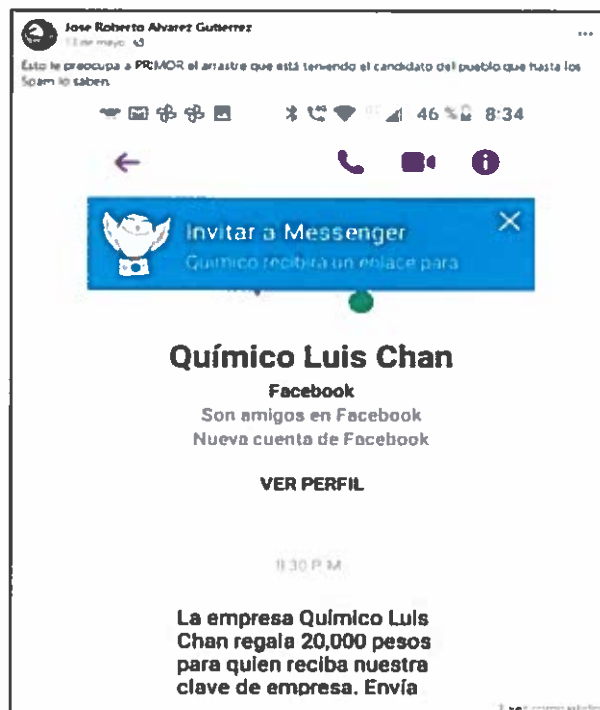 Jose Roberto Alvarez Gutierrez
13 de mayo
Esto le preocupa a PRIMOR el arrastre que está teniendo el candidato del pueblo que hasta los
Spam lo saben.
46 % 8:34
Invitar a Messenger
Químico recibirá un enlace para
Químico Luis Chan
Facebook
Son amigos en Facebook
Nueva cuenta de Facebook
VER PERFIL
8:30 P.M.
La empresa Químico Luis
Chan regala 20,000 pesos
para quien reciba nuestra
clave de empresa. Envía